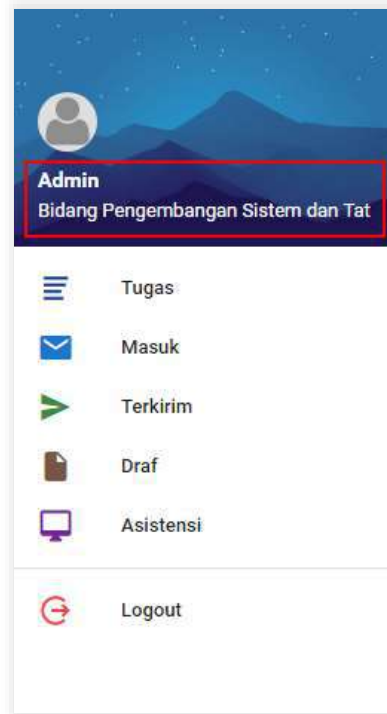 Admin
Bidang Pengembangan Sistem dan Tat
Tugas
Masuk
Terkirim
Draf
Asistensi
Logout